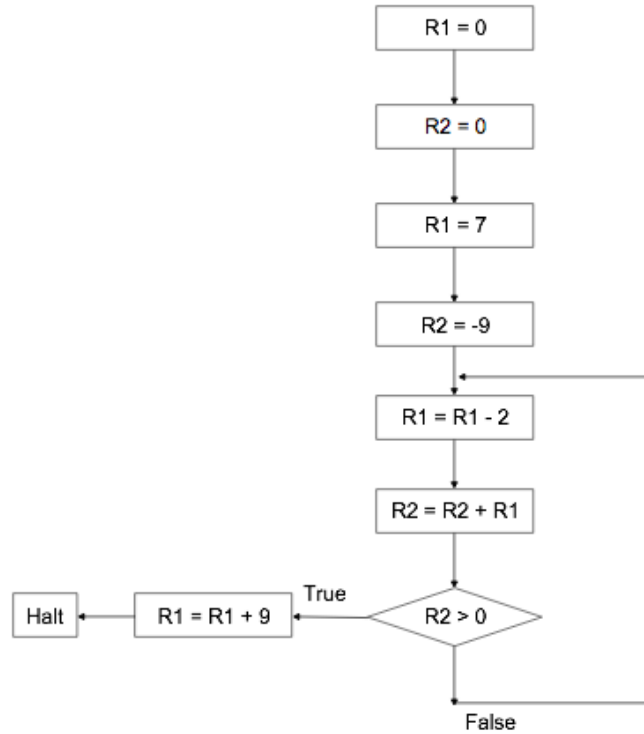 R1 = 0
R2 = 0
R1 = 7
R2 = -9
R1 = R1 - 2
R2 = R2 + R1
True
Halt
R1 = R1 + 9
R2 > 0
False